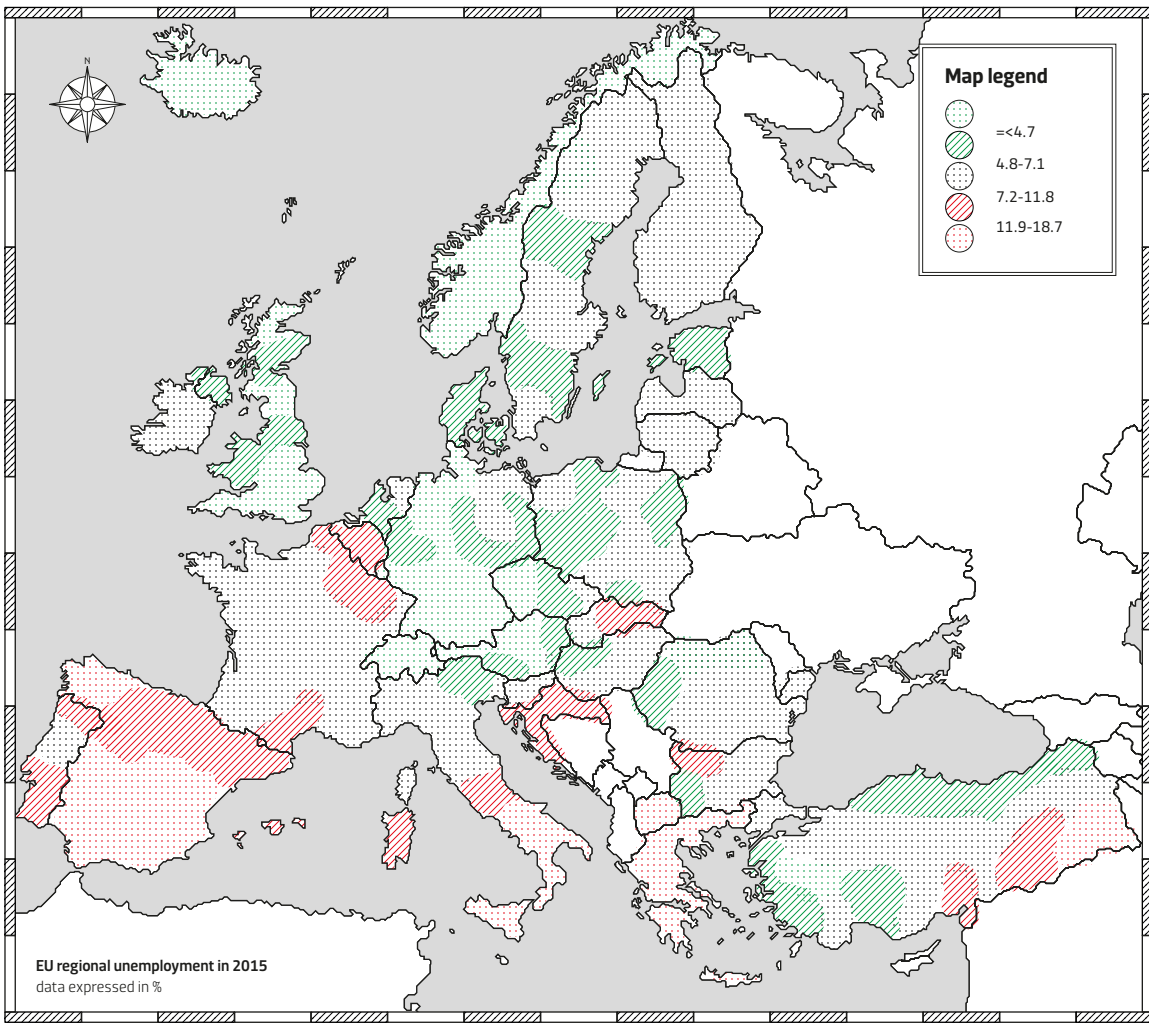 N
Map legend
=<4.7
4.8-7.1
7.2-11.8
11.9-18.7
EU regional unemployment in 2015
data expressed in %